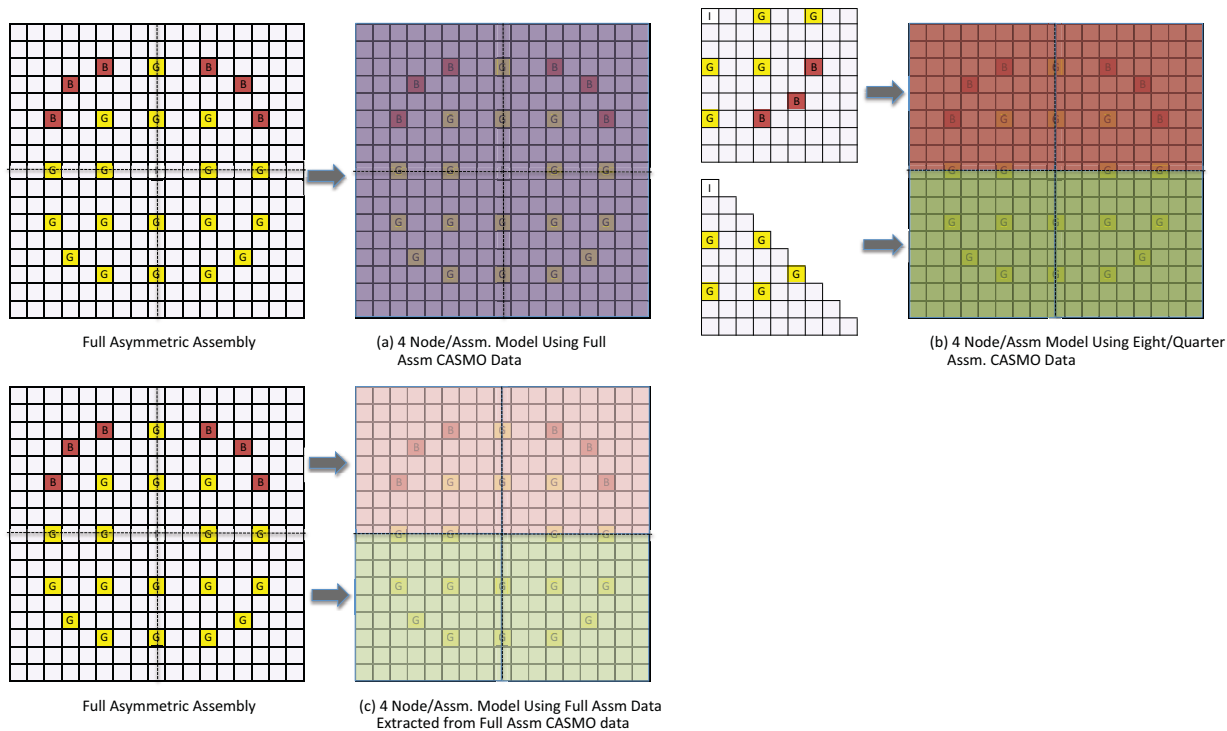 B G B
B B
B G G G B
G G G G
G G G G G
G G
G G G
Full Asymmetric Assembly
B G B
B B
B G G G B
G G G G
G G G G G
G G
G G G
(a) 4 Node/Assm. Model Using Full
Assm CASMO Data
I G G
G G B
B
G B
I
G G
G
G G
B G B
B B
B G G G B
G G G G
G G G G G
G G
G G G
(b) 4 Node/Assm Model Using Eight/Quarter
Assm. CASMO Data
B G B
B B
B G G G B
G G G G
G G G G G
G G
G G G
Full Asymmetric Assembly
B G B
B B
B G G G B
G G G G
G G G G G
G G
G G G
(c) 4 Node/Assm. Model Using Full Assm Data
Extracted from Full Assm CASMO data